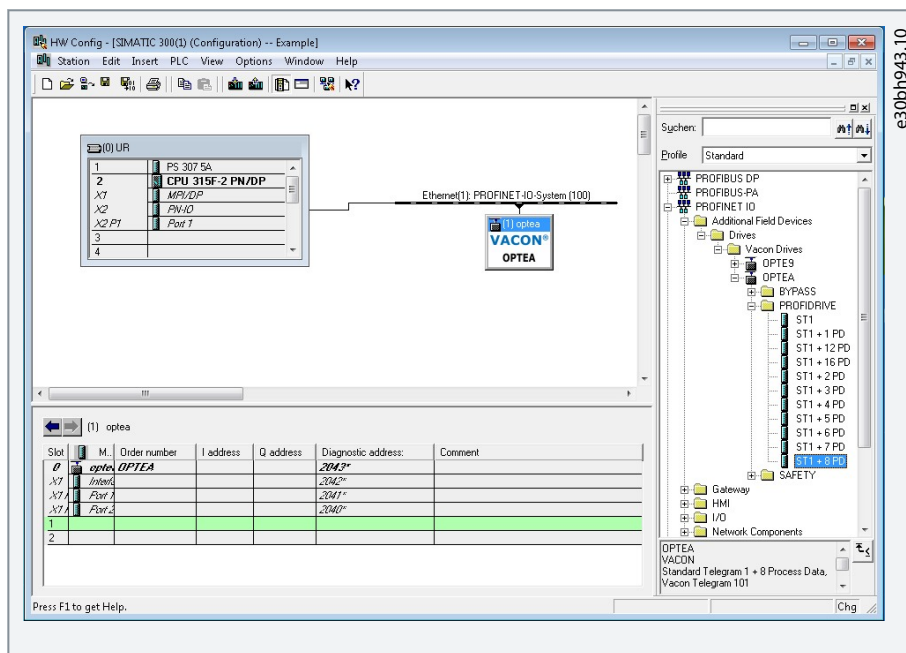 HW Config - [SIMATIC 300(1) (Configuration) -- Example]
Station Edit Insert PLC View Options Window Help
(0) UR
1 PS 307 5A
2 CPU 315F-2 PN/DP
X1 MPI/DP
X2 PN-IO
X2 P1 Port 1
3
4
Ethernet(1): PROFINET-IO-System (100)
(1) optea
VACON®
OPTEA
Suchen:
Profile Standard
PROFIBUS DP
PROFIBUS-PA
PROFINET IO
Additional Field Devices
Drives
Vacon Drives
OPTE9
OPTEA
BYPASS
PROFIDRIVE
ST1
ST1 + 1 PD
ST1 + 12 PD
ST1 + 16 PD
ST1 + 2 PD
ST1 + 3 PD
ST1 + 4 PD
ST1 + 5 PD
ST1 + 6 PD
ST1 + 7 PD
ST1 + 8 PD
SAFETY
Gateway
HMI
I/O
Network Components
OPTEA
VACON
Standard Telegram 1 + 8 Process Data,
Vacon Telegram 101
(1) optea
Slot M... Order number I address Q address Diagnostic address: Comment
0 optea OPTEA 2043*
X1 Interfa 2042*
X1 Port 1 2041*
X1 Port 2 2040*
1
2
Press F1 to get Help.
Chg
e30bh943.10